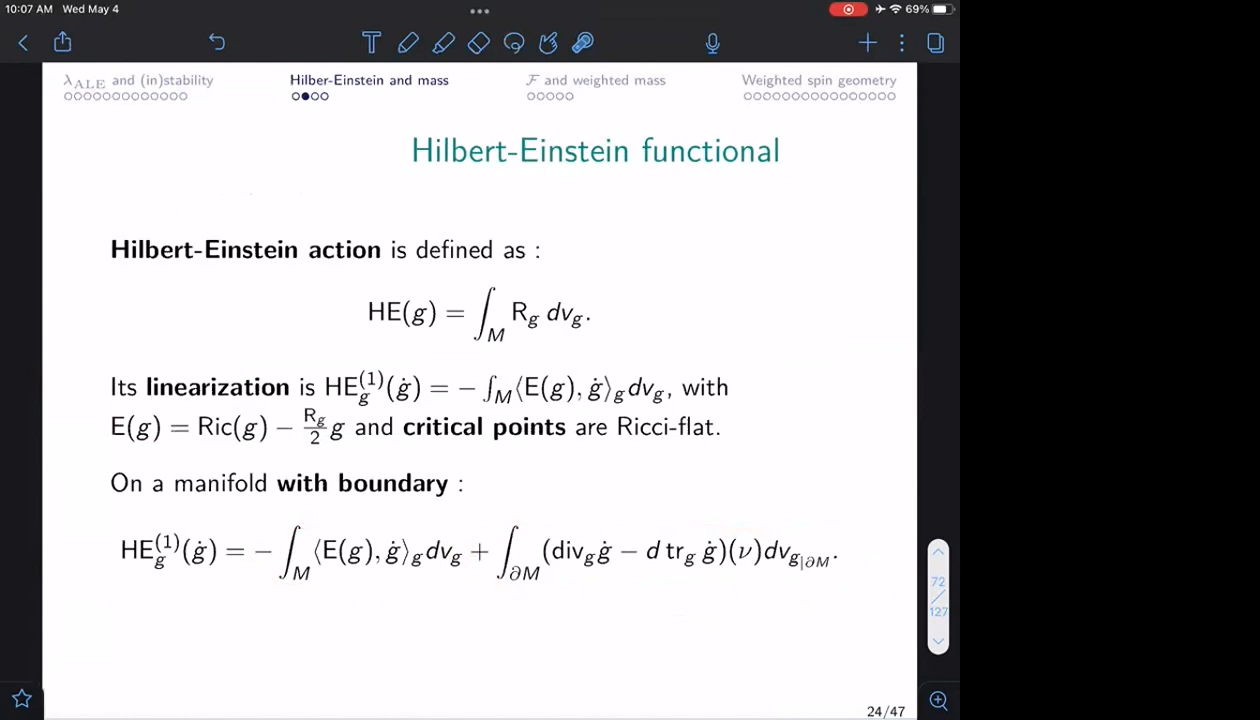 10:07 AM Wed May 4
69%
λ_ALE and (in)stability
Hilber-Einstein and mass
ℱ and weighted mass
Weighted spin geometry
Hilbert-Einstein functional
Hilbert-Einstein action is defined as :
HE(g) = ∫_M R_g dv_g.
Its linearization is HE_g^(1)(ġ) = − ∫_M⟨E(g), ġ⟩_g dv_g, with
E(g) = Ric(g) − R_g/2 g and critical points are Ricci-flat.
On a manifold with boundary :
HE_g^(1)(ġ) = − ∫_M ⟨E(g), ġ⟩_g dv_g + ∫_∂M (div_g ġ − d tr_g ġ)(ν)dv_g|∂M.
72
/
127
24/47